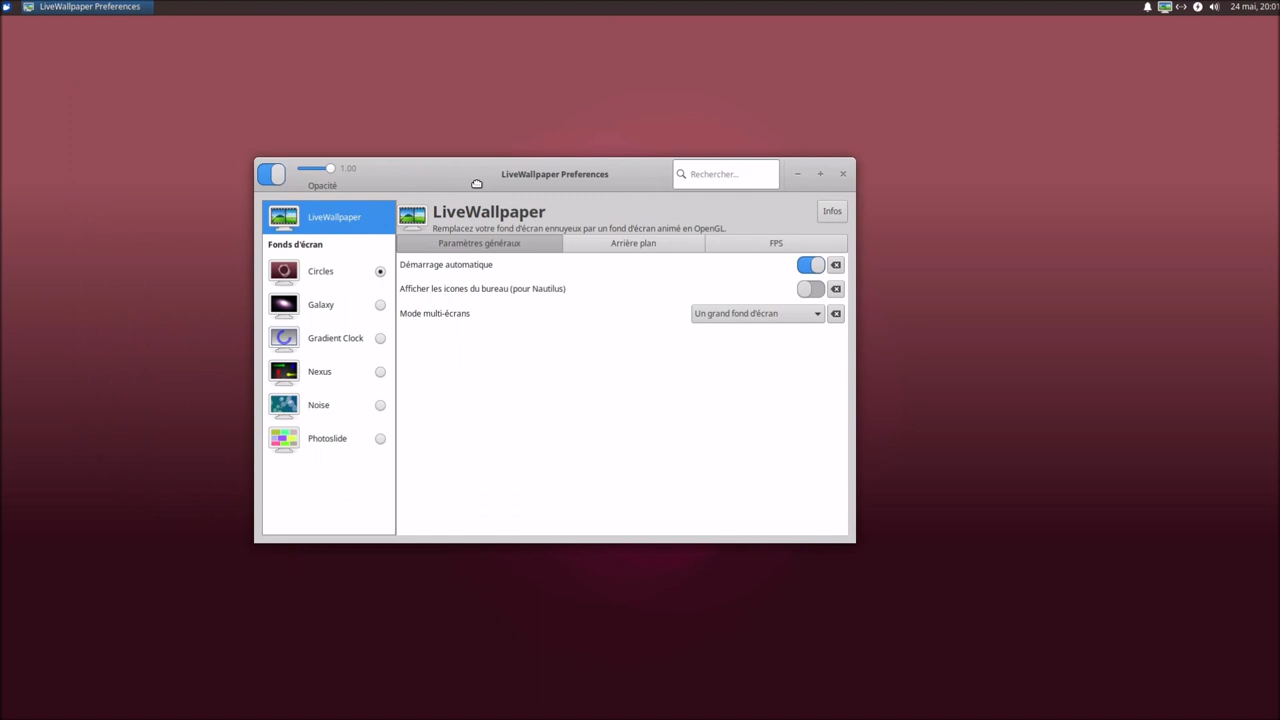 LiveWallpaper Preferences
24 mai, 20:01
1.00
Opacité
LiveWallpaper Preferences
Rechercher...
LiveWallpaper
Fonds d'écran
Circles
Galaxy
Gradient Clock
Nexus
Noise
Photoslide
LiveWallpaper
Infos
Remplacez votre fond d'écran ennuyeux par un fond d'écran animé en OpenGL.
Paramètres généraux
Arrière plan
FPS
Démarrage automatique
Afficher les icones du bureau (pour Nautilus)
Mode multi-écrans
Un grand fond d'écran